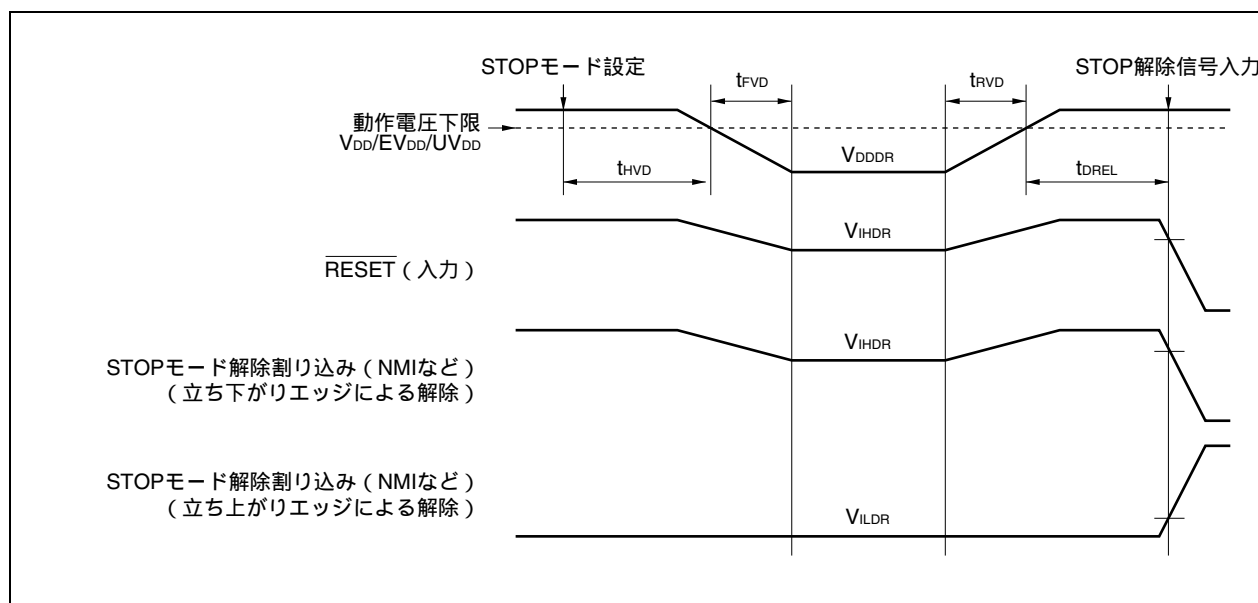 STOPモード設定
tFVD
tRVD
STOP解除信号入力
動作電圧下限
VDD/EVDD/UVDD
VDDDR
tHVD
tDREL
VIHDR
RESET(入力)
VIHDR
STOPモード解除割り込み(NMIなど)
(立ち下がりエッジによる解除)
STOPモード解除割り込み(NMIなど)
(立ち上がりエッジによる解除)
VILDR